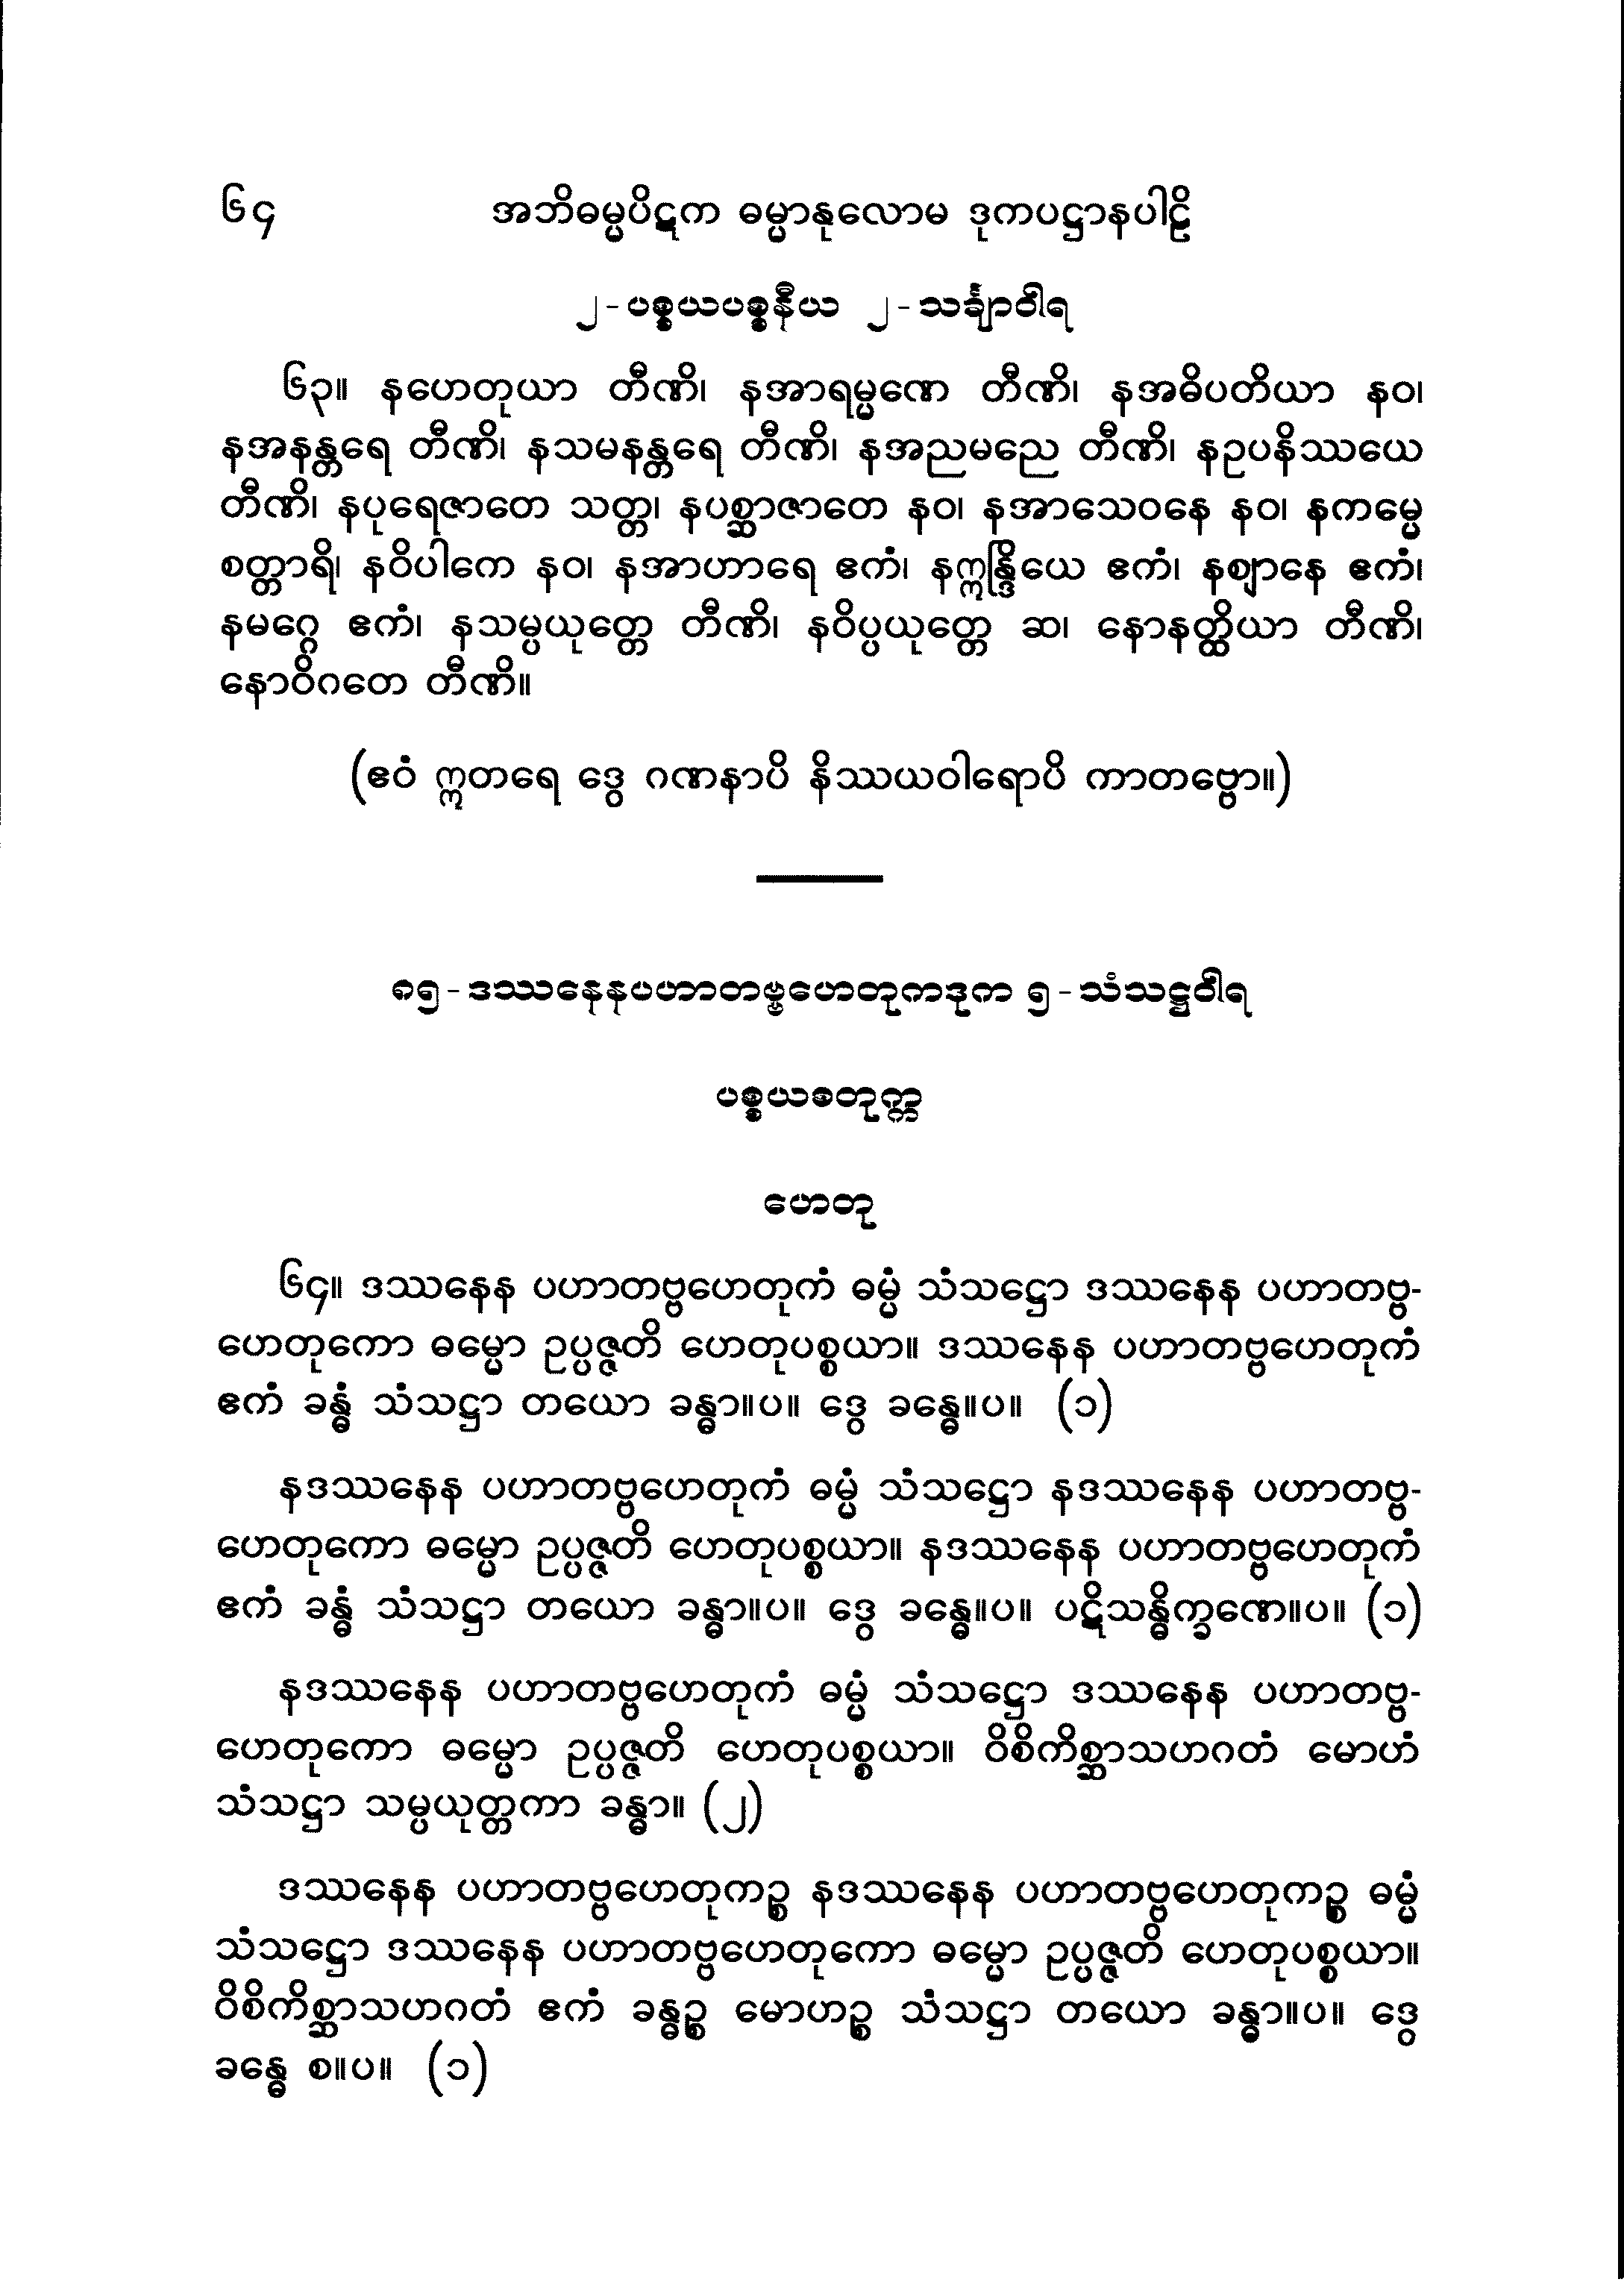 ၆၄ အဘိဓမ္မပိဋက ဓမ္မာနုလောမ ဒုကပဋ္ဌာနပါဠိ
၂-ပစ္စယပစ္စနီယ ၂-သင်္ချာဝါရ
၆၃။ နဟေတုယာ တီဏိ၊ နအာရမ္မဏေ တီဏိ၊ နအဓိပတိယာ နဝ၊
နအနန္တရေ တီဏိ၊ နသမနန္တရေ တီဏိ၊ နအညမညေ တီဏိ၊ နဥပနိဿယေ
တီဏိ၊ နပုရေဇာတေ သတ္တ၊ နပစ္ဆာဇာတေ နဝ၊ နအာသေဝနေ နဝ၊ နကမ္မေ
စတ္တာရိ၊ နဝိပါကေ နဝ၊ နအာဟာရေ ဧကံ၊ နဣန္ဒြိယေ ဧကံ၊ နဈာနေ ဧကံ၊
နမဂ္ဂေ ဧကံ၊ နသမ္ပယုတ္တေ တီဏိ၊ နဝိပ္ပယုတ္တေ ဆ၊ နောနတ္ထိယာ တီဏိ၊
နောဝိဂတေ တီဏိ။
(ဧဝံ ဣတရေ ဒွေ ဂဏနာပိ နိဿယဝါရောပိ ကာတဗ္ဗော။)
၈၅-ဒဿနေနပဟာတဗ္ဗဟေတုကဒုက ၅-သံသဋ္ဌဝါရ
ပစ္စယစတုက္က
ဟေတု
၆၄။ ဒဿနေန ပဟာတဗ္ဗဟေတုကံ ဓမ္မံ သံသဋ္ဌော ဒဿနေန ပဟာတဗ္ဗ-
ဟေတုကော ဓမ္မော ဥပ္ပဇ္ဇတိ ဟေတုပစ္စယာ။ ဒဿနေန ပဟာတဗ္ဗဟေတုကံ
ဧကံ ခန္ဓံ သံသဋ္ဌာ တယော ခန္ဓာ။ပ။ ဒွေ ခန္ဓေ။ပ။ (၁)
နဒဿနေန ပဟာတဗ္ဗဟေတုကံ ဓမ္မံ သံသဋ္ဌော နဒဿနေန ပဟာတဗ္ဗ-
ဟေတုကော ဓမ္မော ဥပ္ပဇ္ဇတိ ဟေတုပစ္စယာ။ နဒဿနေန ပဟာတဗ္ဗဟေတုကံ
ဧကံ ခန္ဓံ သံသဋ္ဌာ တယော ခန္ဓာ။ပ။ ဒွေ ခန္ဓေ။ပ။ ပဋိသန္ဓိက္ခဏေ။ပ။ (၁)
နဒဿနေန ပဟာတဗ္ဗဟေတုကံ ဓမ္မံ သံသဋ္ဌော ဒဿနေန ပဟာတဗ္ဗ-
ဟေတုကော ဓမ္မော ဥပ္ပဇ္ဇတိ ဟေတုပစ္စယာ။ ဝိစိကိစ္ဆာသဟဂတံ မောဟံ
သံသဋ္ဌာ သမ္ပယုတ္တကာ ခန္ဓာ။ (၂)
ဒဿနေန ပဟာတဗ္ဗဟေတုကဉ္စ နဒဿနေန ပဟာတဗ္ဗဟေတုကဉ္စ ဓမ္မံ
သံသဋ္ဌော ဒဿနေန ပဟာတဗ္ဗဟေတုကော ဓမ္မော ဥပ္ပဇ္ဇတိ ဟေတုပစ္စယာ။
ဝိစိကိစ္ဆာသဟဂတံ ဧကံ ခန္ဓဉ္စ မောဟဉ္စ သံသဋ္ဌာ တယော ခန္ဓာ။ပ။ ဒွေ
ခန္ဓေ စ။ပ။ (၁)